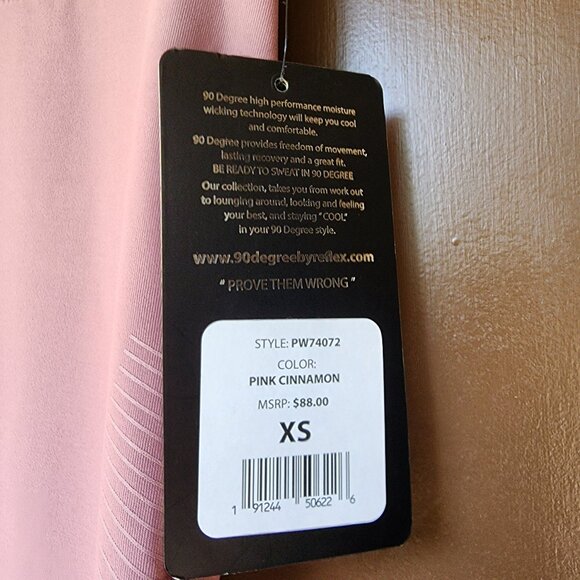 90 Degree high performance moisture
wicking technology will keep you cool
and comfortable.
90 Degree provides freedom of movement,
lasting recovery and a great fit.
BE READY TO SWEAT IN 90 DEGREE
Our collection, takes you from work out
to lounging around, looking and feeling
your best, and staying "COOL"
in your 90 Degree style.
www.90degreebyreflex.com
" PROVE THEM WRONG "
STYLE: PW74072
COLOR:
PINK CINNAMON
MSRP: $88.00
XS
1 91244 50622 6